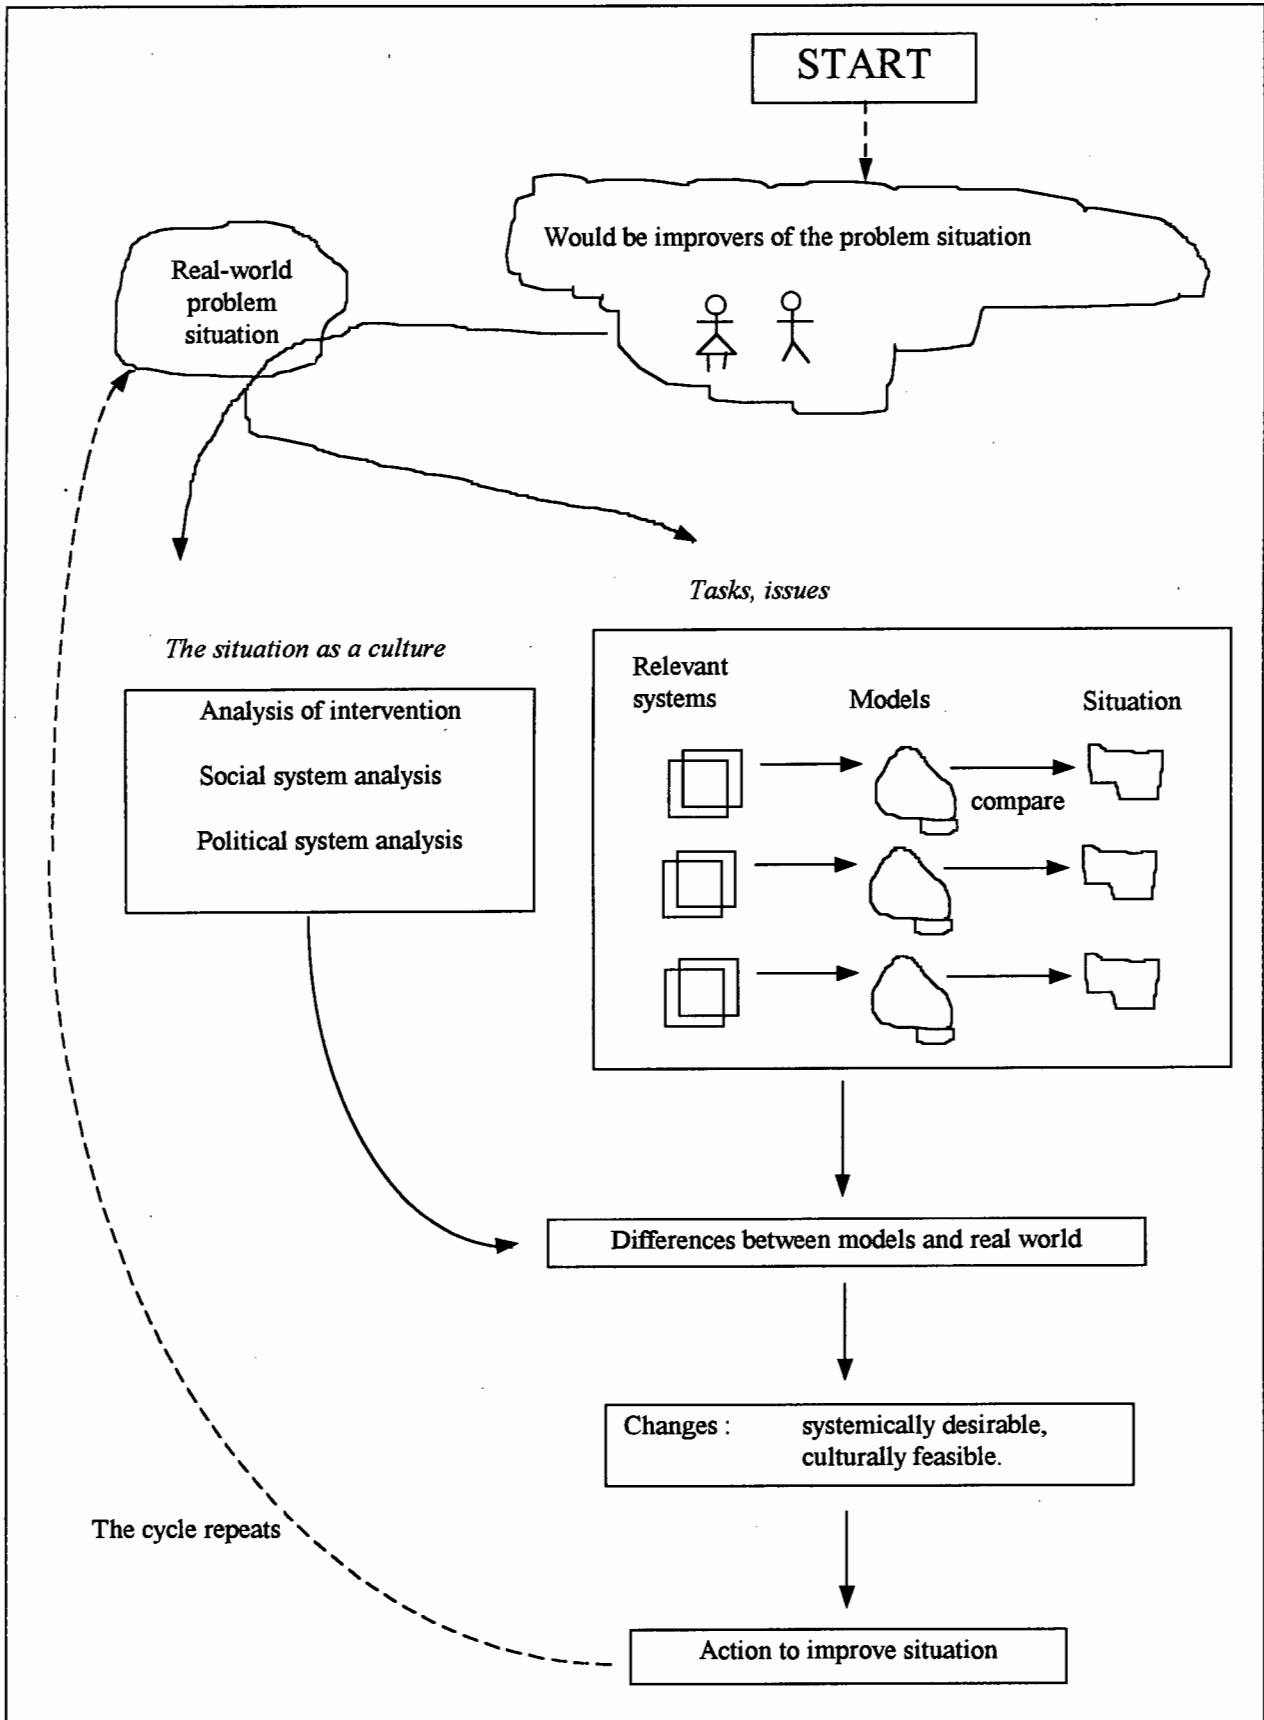 START
Would be improvers of the problem situation
Real-world
problem
situation
Tasks, issues
The situation as a culture
Analysis of intervention
Social system analysis
Political system analysis
Relevant
systems
Models
Situation
compare
Differences between models and real world
Changes : systemically desirable,
culturally feasible.
The cycle repeats
Action to improve situation